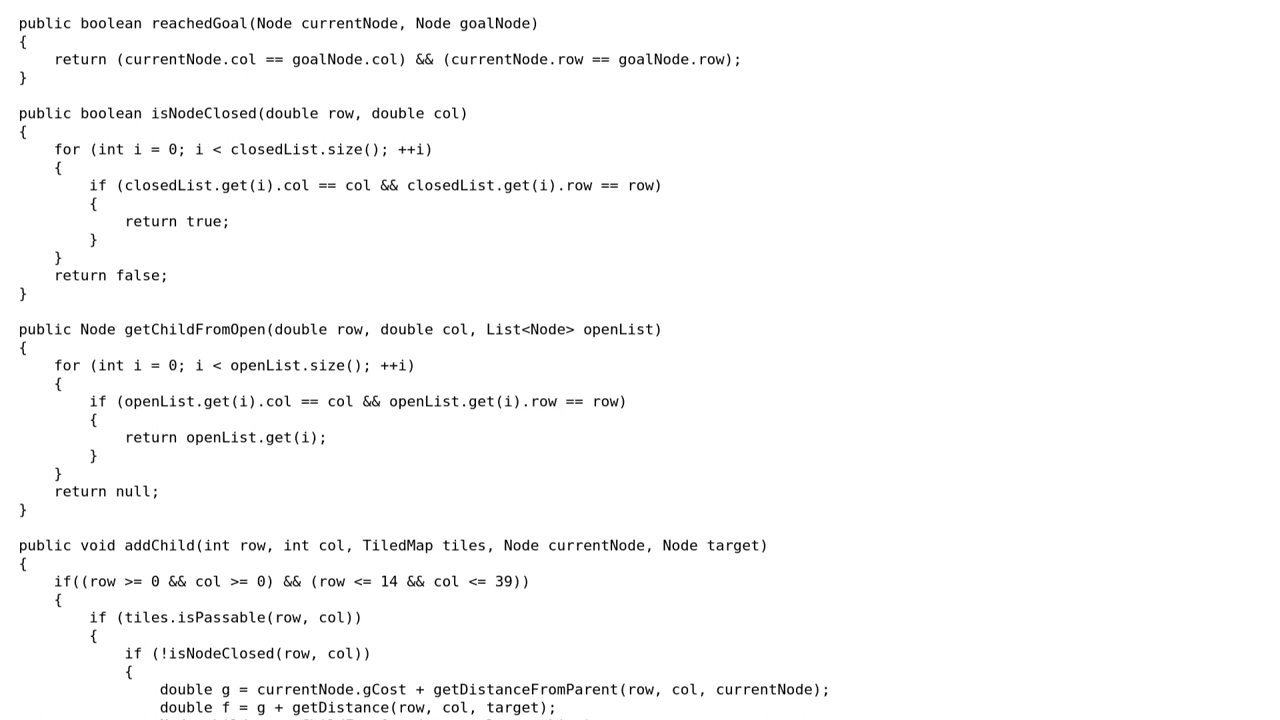 public boolean reachedGoal(Node currentNode, Node goalNode)
{
    return (currentNode.col == goalNode.col) && (currentNode.row == goalNode.row);
}

public boolean isNodeClosed(double row, double col)
{
    for (int i = 0; i < closedList.size(); ++i)
    {
        if (closedList.get(i).col == col && closedList.get(i).row == row)
        {
            return true;
        }
    }
    return false;
}

public Node getChildFromOpen(double row, double col, List<Node> openList)
{
    for (int i = 0; i < openList.size(); ++i)
    {
        if (openList.get(i).col == col && openList.get(i).row == row)
        {
            return openList.get(i);
        }
    }
    return null;
}

public void addChild(int row, int col, TiledMap tiles, Node currentNode, Node target)
{
    if((row >= 0 && col >= 0) && (row <= 14 && col <= 39))
    {
        if (tiles.isPassable(row, col))
        {
            if (!isNodeClosed(row, col))
            {
                double g = currentNode.gCost + getDistanceFromParent(row, col, currentNode);
                double f = g + getDistance(row, col, target);